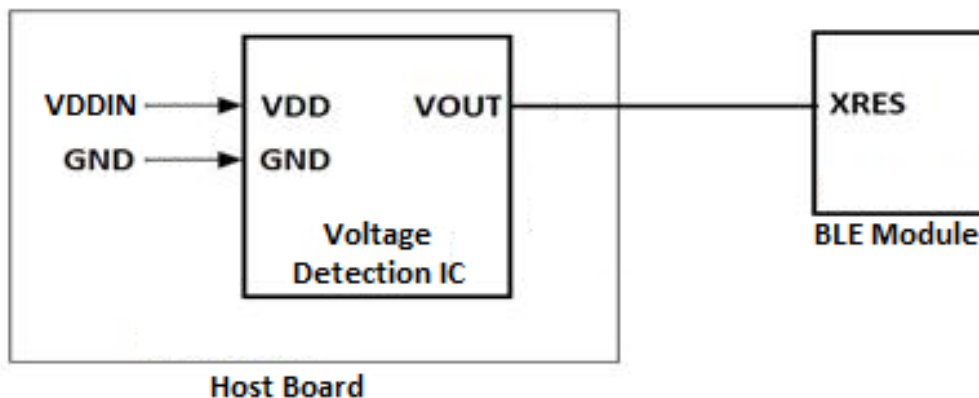 VDDIN
VDD
VOUT
XRES
GND
GND
Voltage
Detection IC
BLE Module
Host Board